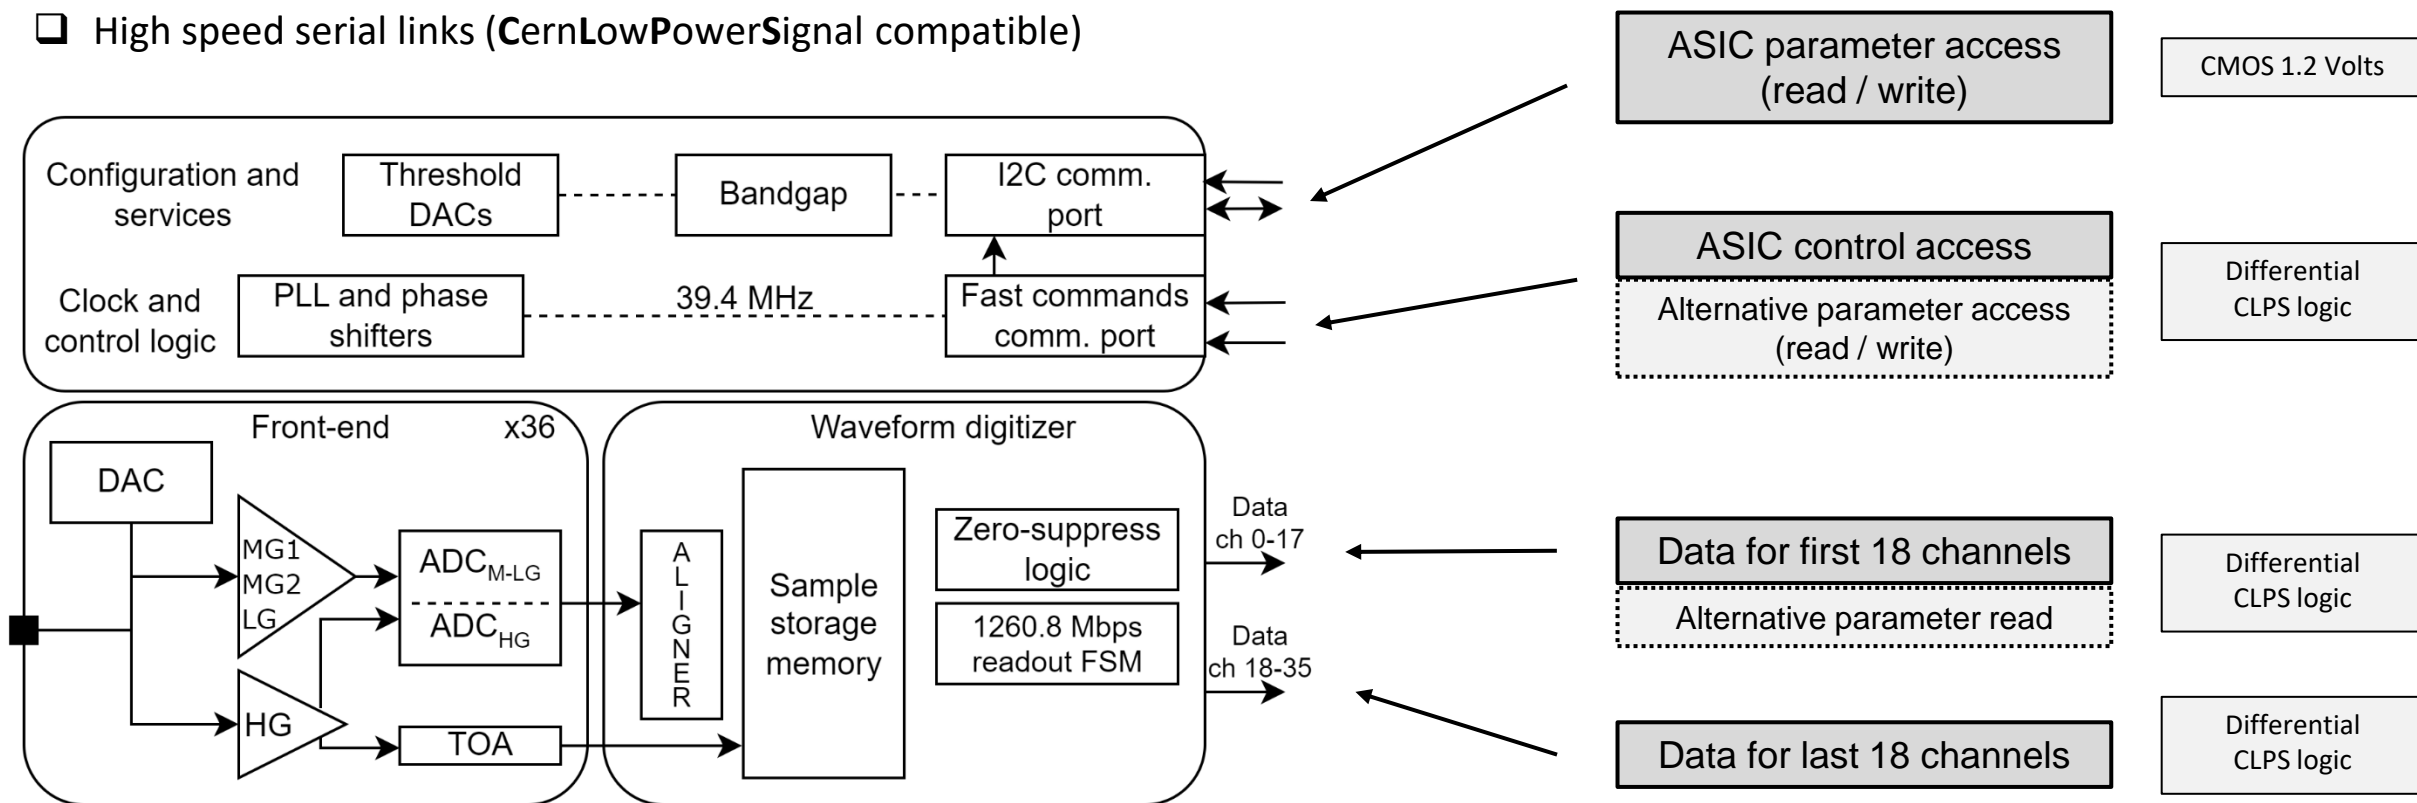 ❑ High speed serial links (CernLowPowerSignal compatible)
Configuration and
services
Threshold
DACs
Bandgap
I2C comm.
port
Clock and
control logic
PLL and phase
shifters
39.4 MHz
Fast commands
comm. port
Front-end
x36
DAC
MG1
MG2
LG
HG
ADCM-LG
ADCHG
TOA
Waveform digitizer
A
L
I
G
N
E
R
Sample
storage
memory
Zero-suppress
logic
1260.8 Mbps
readout FSM
Data
ch 0-17
Data
ch 18-35
ASIC parameter access
(read / write)
CMOS 1.2 Volts
ASIC control access
Alternative parameter access
(read / write)
Differential
CLPS logic
Data for first 18 channels
Alternative parameter read
Differential
CLPS logic
Data for last 18 channels
Differential
CLPS logic